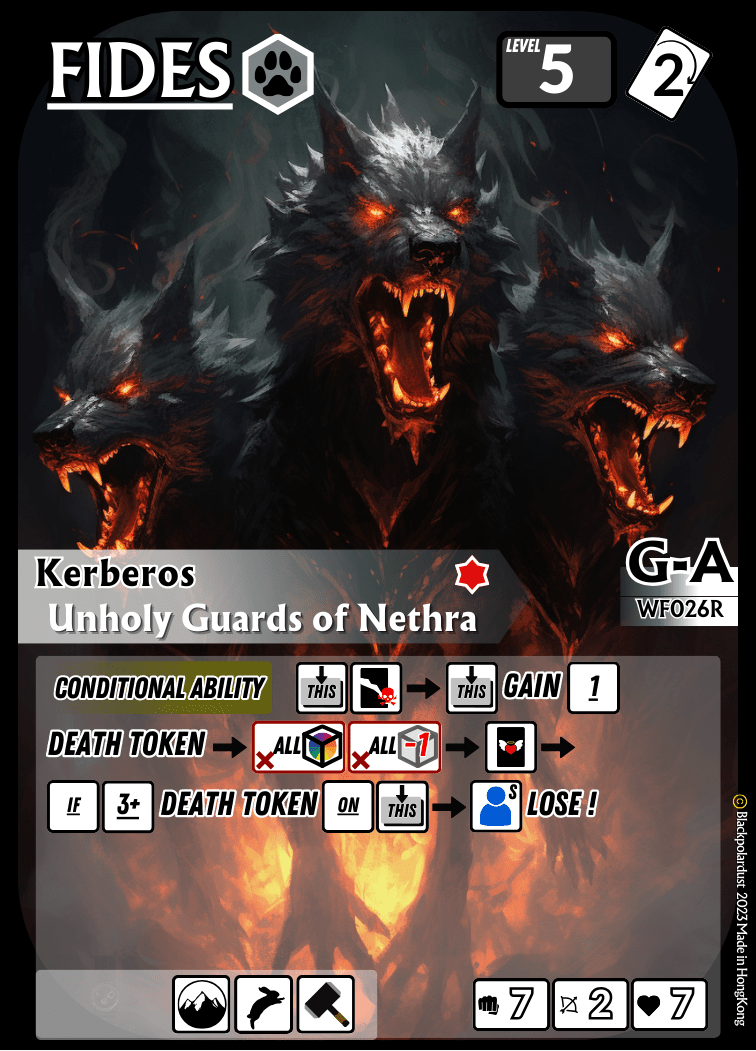 FIDES
LEVEL 5
2
Kerberos
G-A
Unholy Guards of Nethra
WF026R
CONDITIONAL ABILITY THIS THIS GAIN 1
DEATH TOKEN ALL ALL -1
IF 3+ DEATH TOKEN ON THIS S LOSE !
7 2 7
© Blackpolardust 2023 Made in HongKong